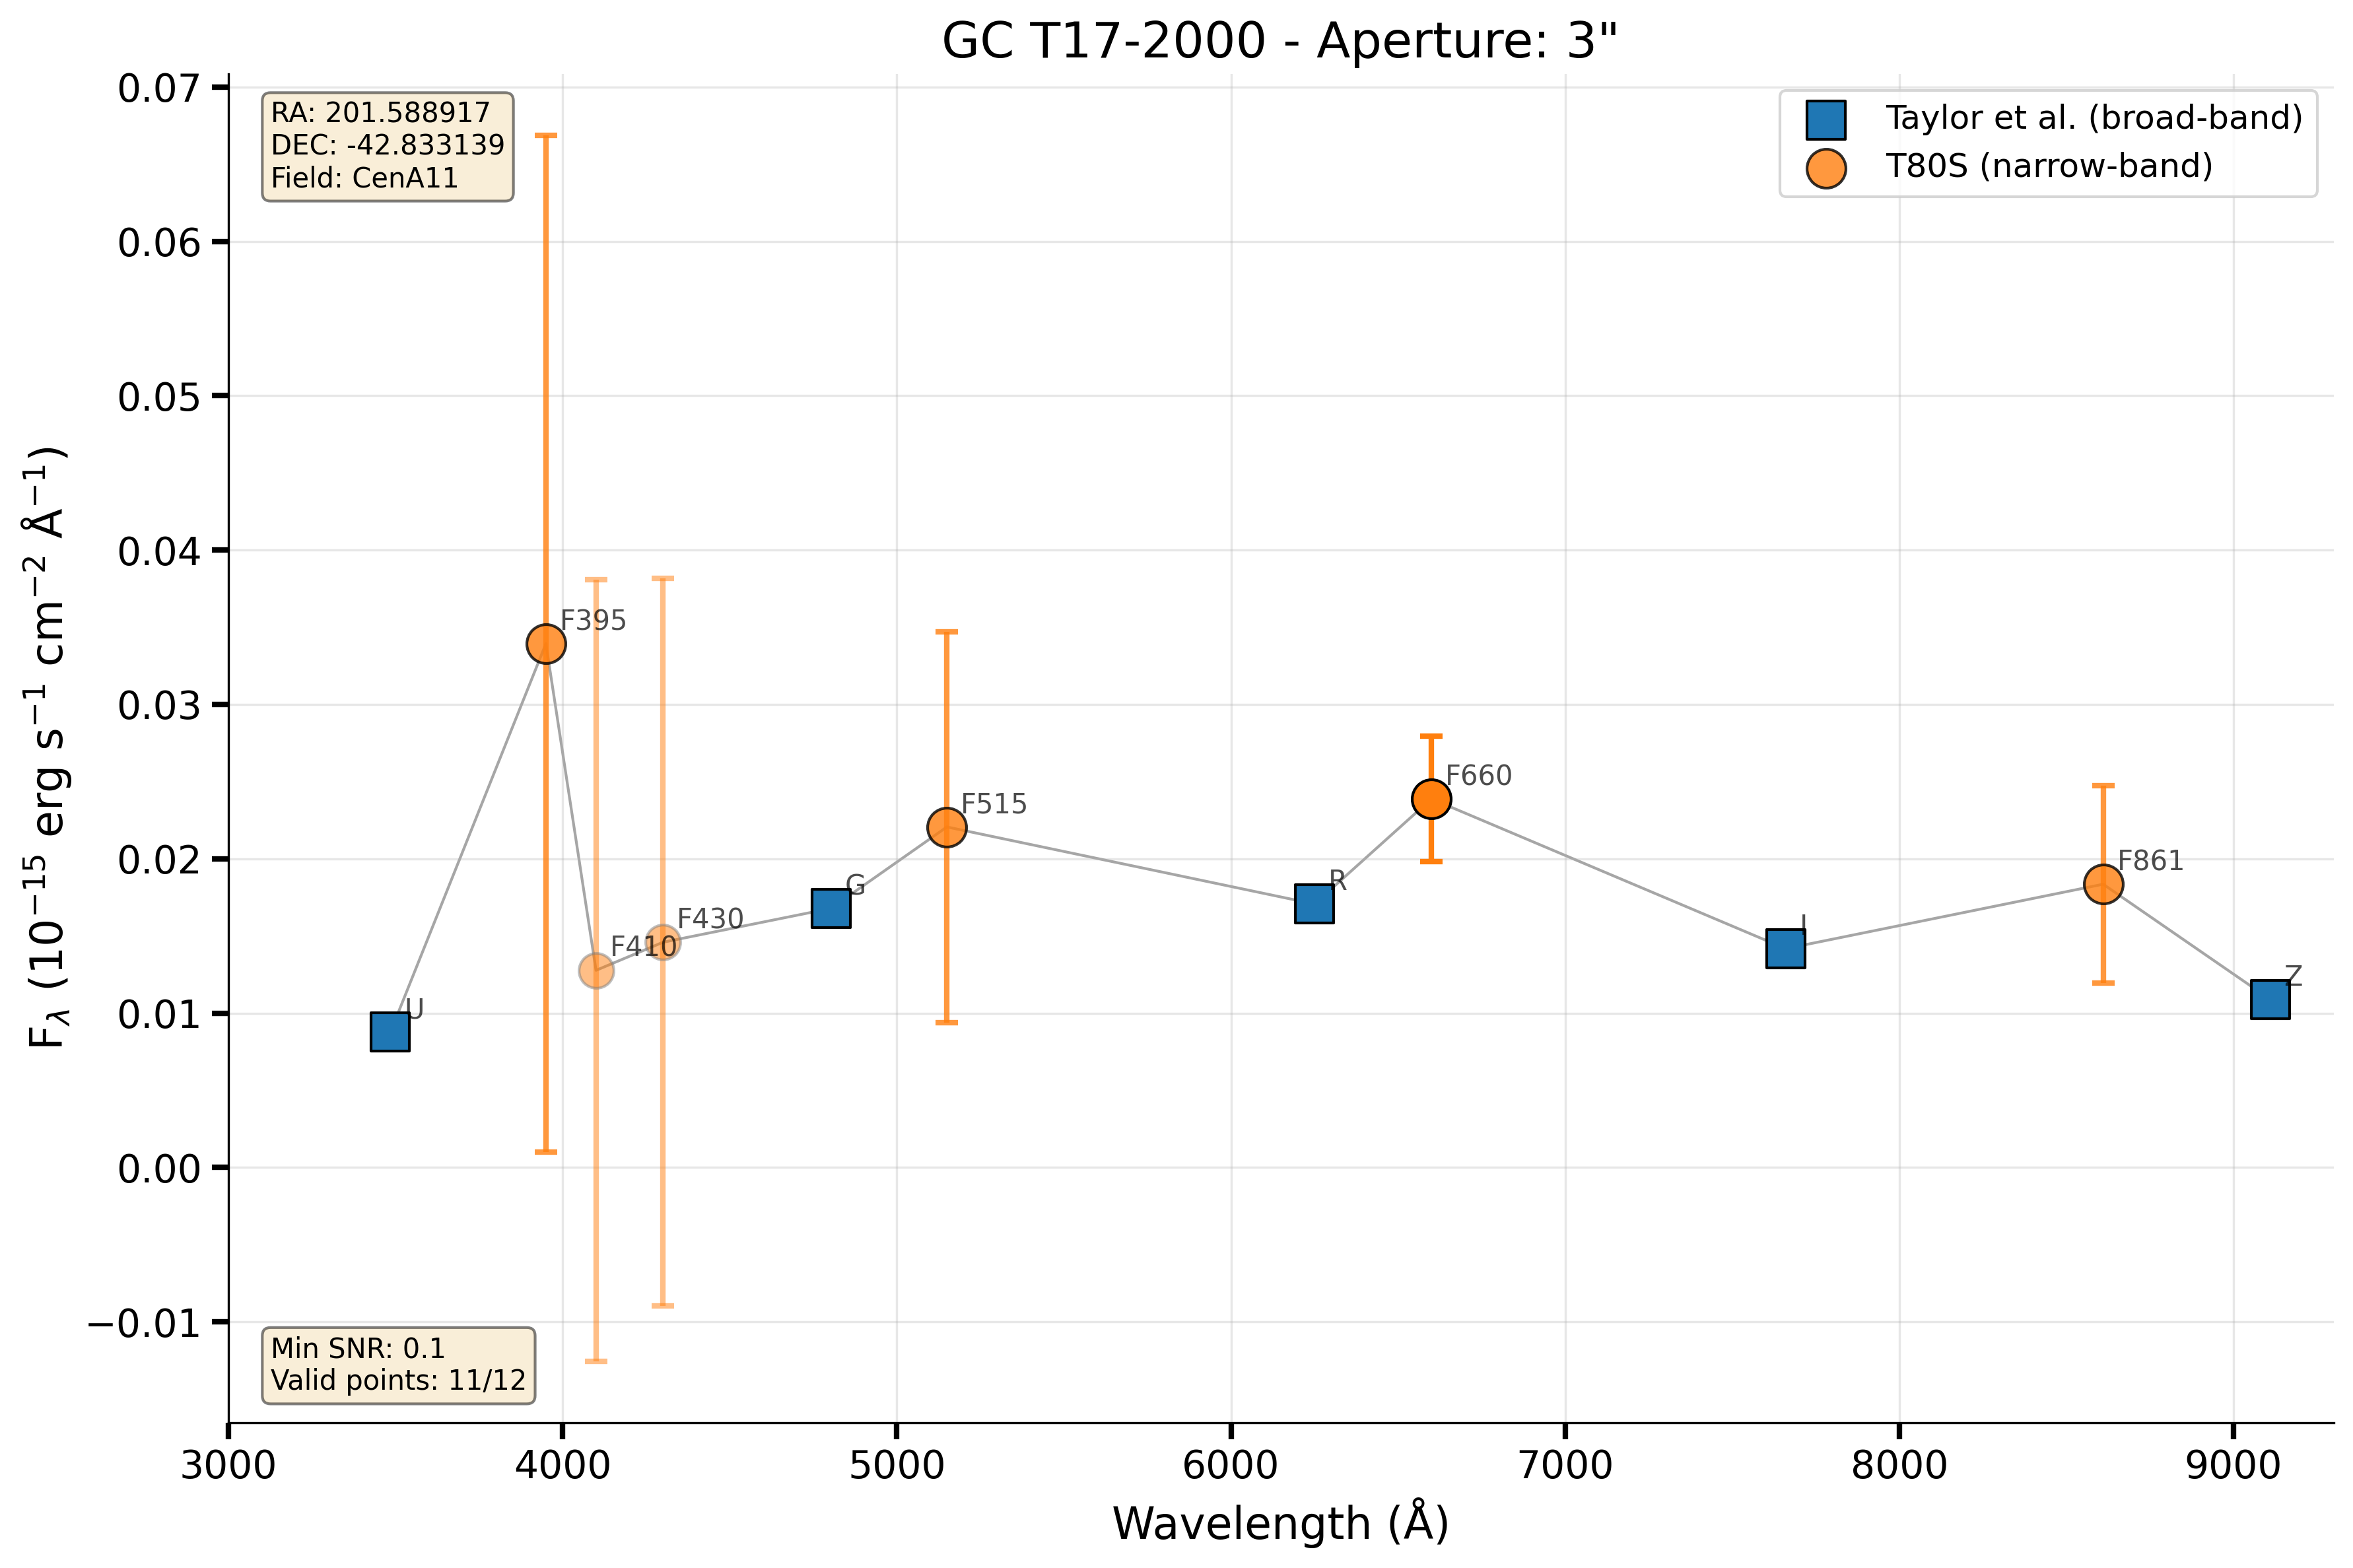 GC T17-2000 - Aperture: 3"
RA: 201.588917
DEC: -42.833139
Field: CenA11
Taylor et al. (broad-band)
T80S (narrow-band)
0.07
0.06
0.05
0.04
0.03
0.02
0.01
0.00
−0.01
F_λ (10⁻¹⁵ erg s⁻¹ cm⁻² Å⁻¹)
U
F395
F410
F430
G
F515
R
F660
I
F861
Z
Min SNR: 0.1
Valid points: 11/12
3000 4000 5000 6000 7000 8000 9000
Wavelength (Å)